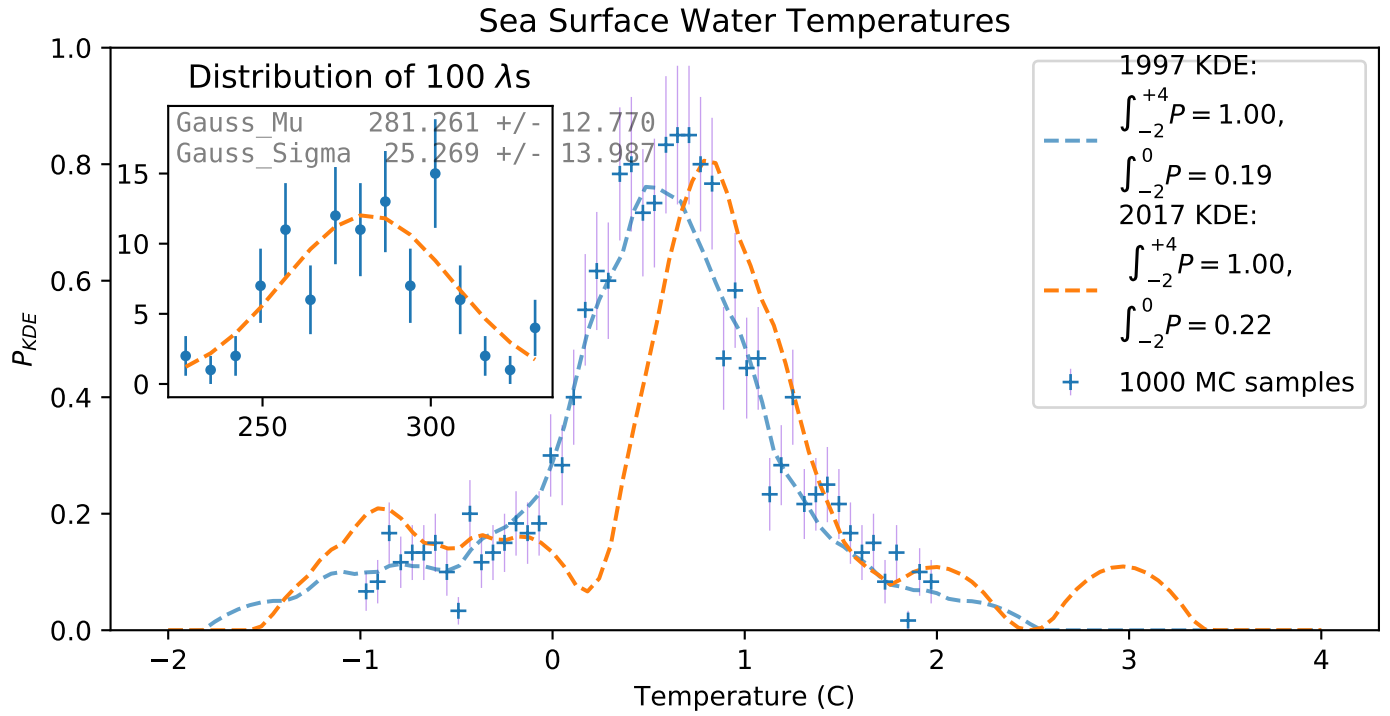 Sea Surface Water Temperatures
1.0
0.8
0.6
0.4
0.2
0.0
P_{KDE}
−2
−1
0
1
2
3
4
Temperature (C)
Distribution of 100 λs
Gauss_Mu 281.261 +/- 12.770
Gauss_Sigma 25.269 +/- 13.987
15
10
5
0
250
300
1997 KDE:
∫_{−2}^{+4} P = 1.00,
∫_{−2}^{0} P = 0.19
2017 KDE:
∫_{−2}^{+4} P = 1.00,
∫_{−2}^{0} P = 0.22
1000 MC samples